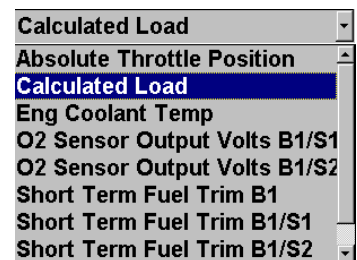 Calculated Load
Absolute Throttle Position
Calculated Load
Eng Coolant Temp
O2 Sensor Output Volts B1/S1
O2 Sensor Output Volts B1/S2
Short Term Fuel Trim B1
Short Term Fuel Trim B1/S1
Short Term Fuel Trim B1/S2